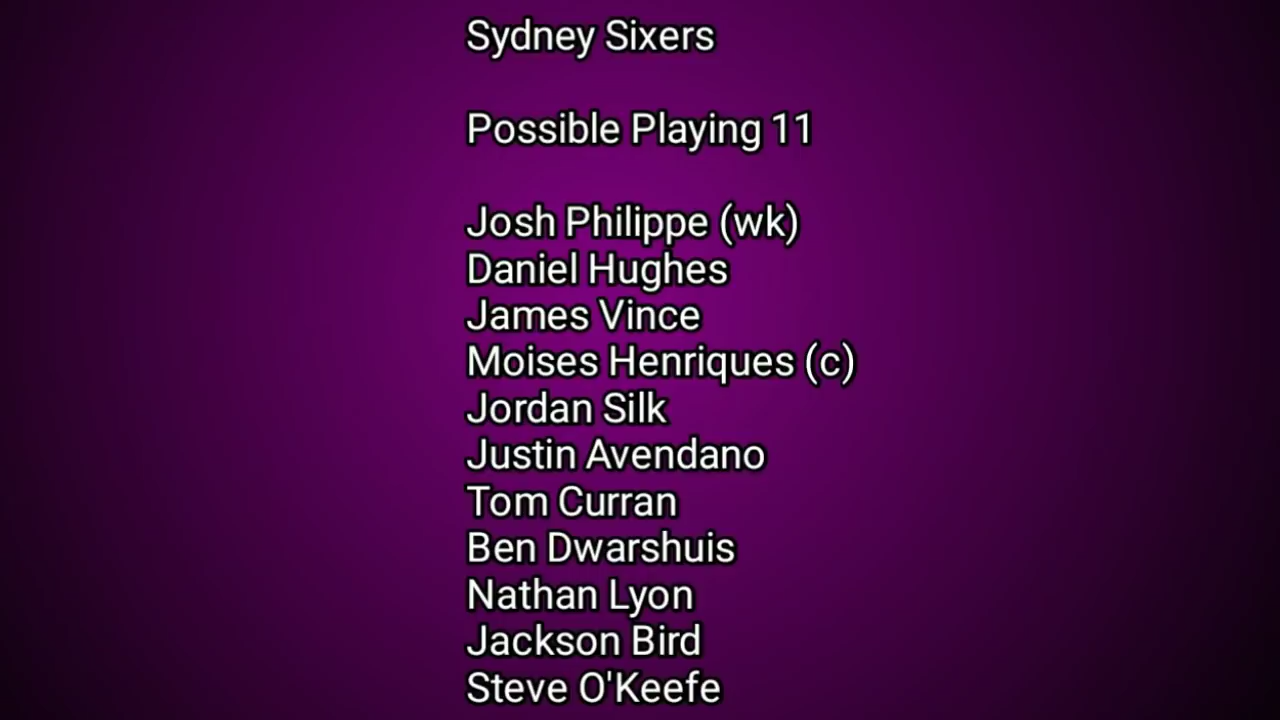 Sydney Sixers
Possible Playing 11
Josh Philippe (wk)
Daniel Hughes
James Vince
Moises Henriques (c)
Jordan Silk
Justin Avendano
Tom Curran
Ben Dwarshuis
Nathan Lyon
Jackson Bird
Steve O'Keefe